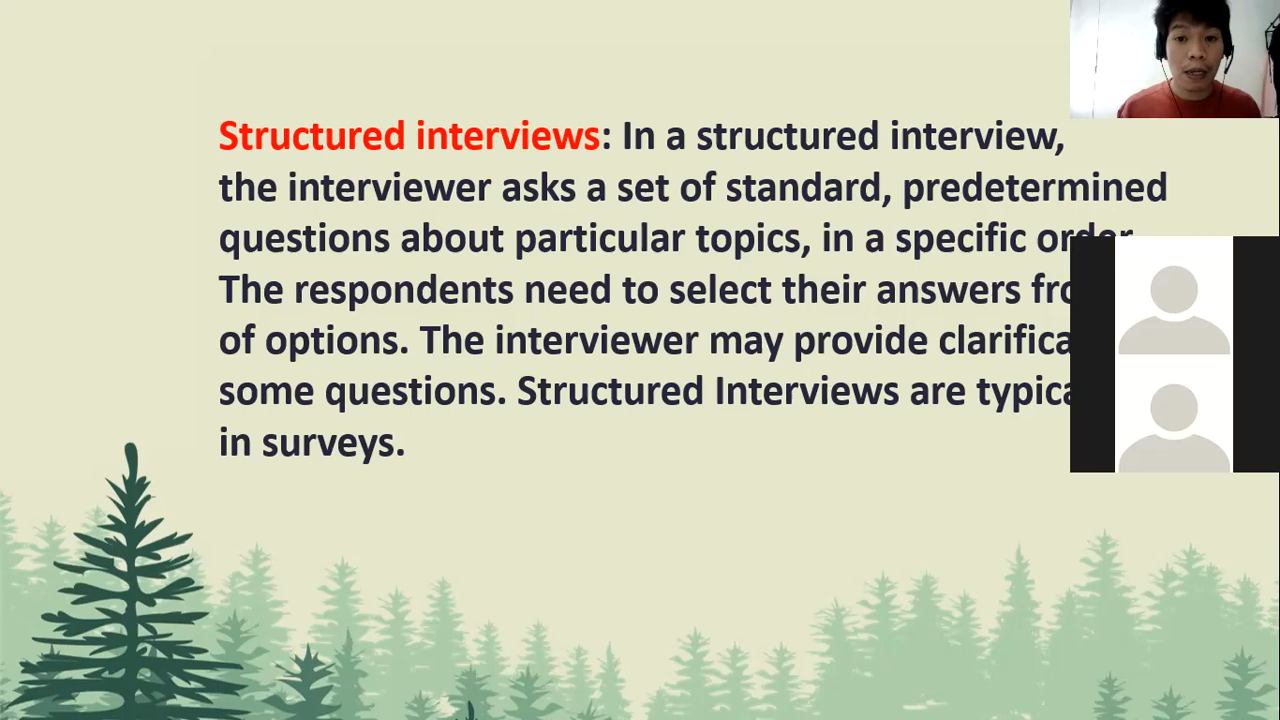 Structured interviews: In a structured interview,
the interviewer asks a set of standard, predetermined
questions about particular topics, in a specific order.
The respondents need to select their answers
of options. The interviewer may provide
some questions. Structured Interviews are
in surveys.